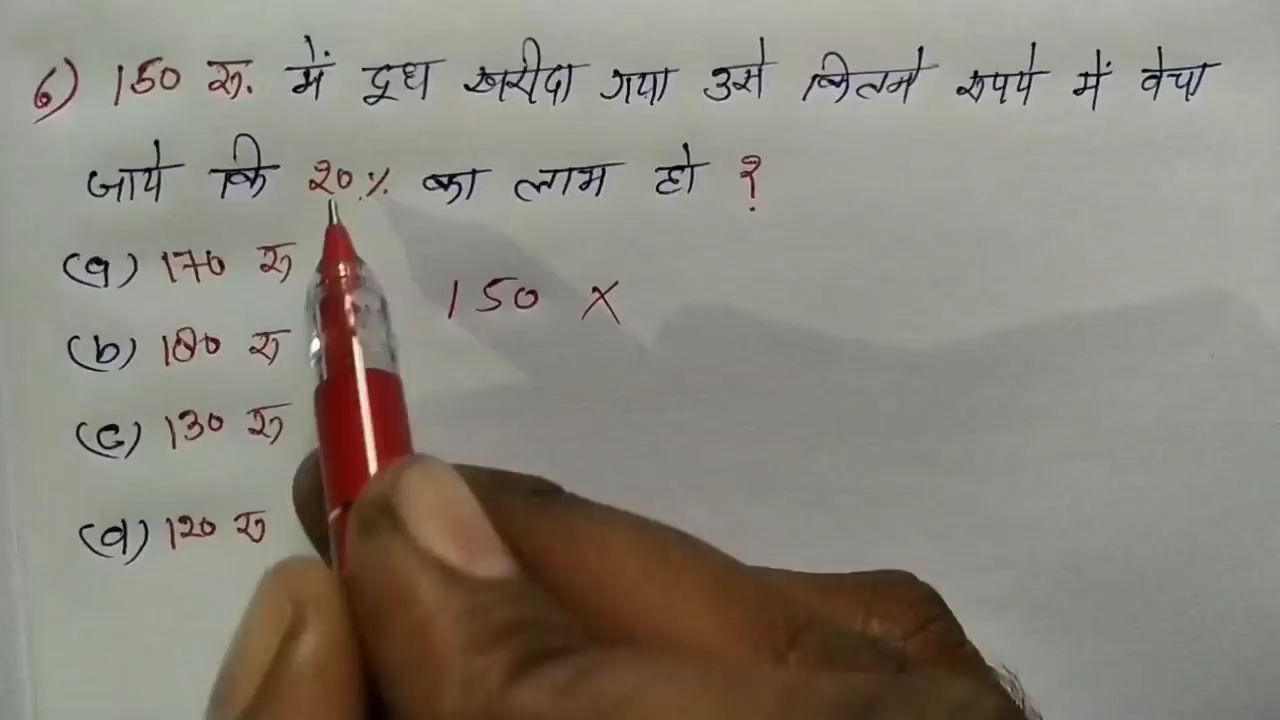 6) 150 रु. में दूध खरीदा गया उसे कितने रुपये में बेचा
जाये कि 20% का लाभ हो ?
(a) 170 रु
150 ×
(b) 180 रु
(c) 130 रु
(d) 120 रु